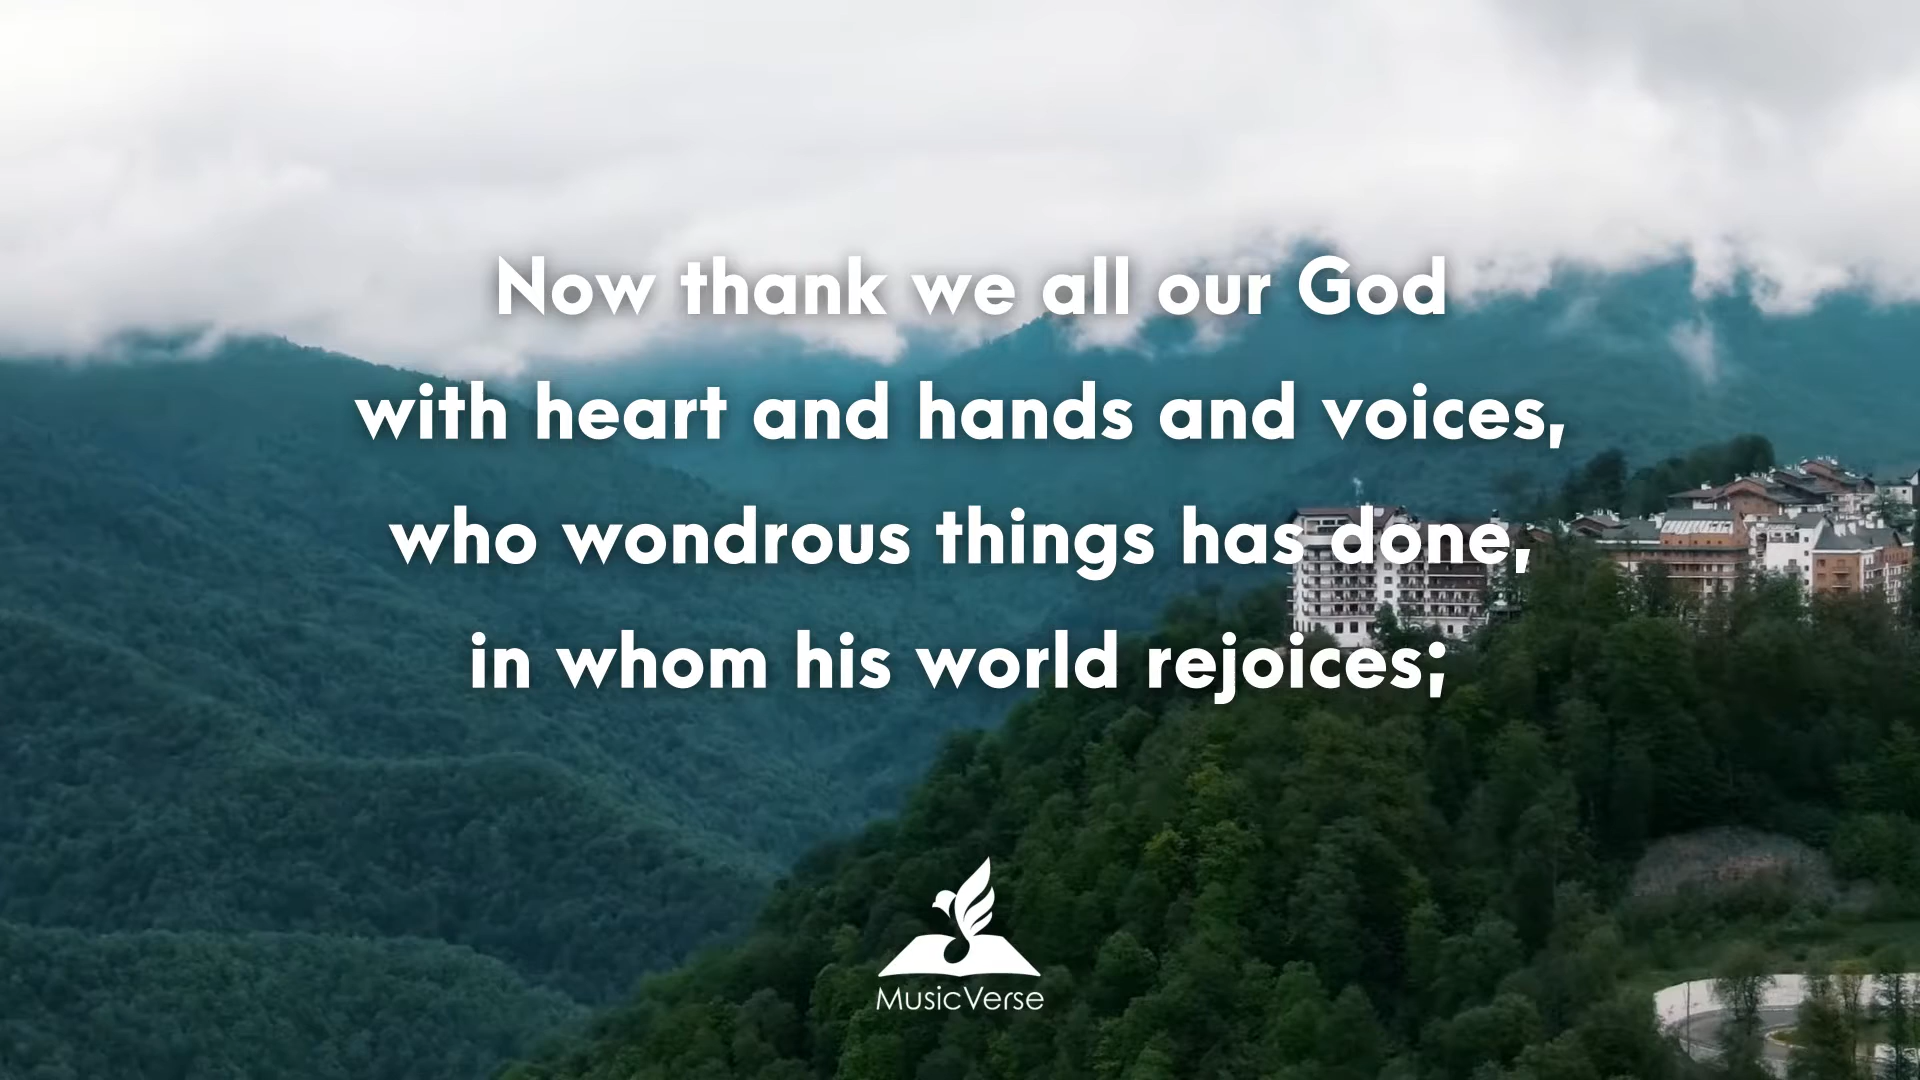 Now thank we all our God
with heart and hands and voices,
who wondrous things has done,
in whom his world rejoices;
MusicVerse